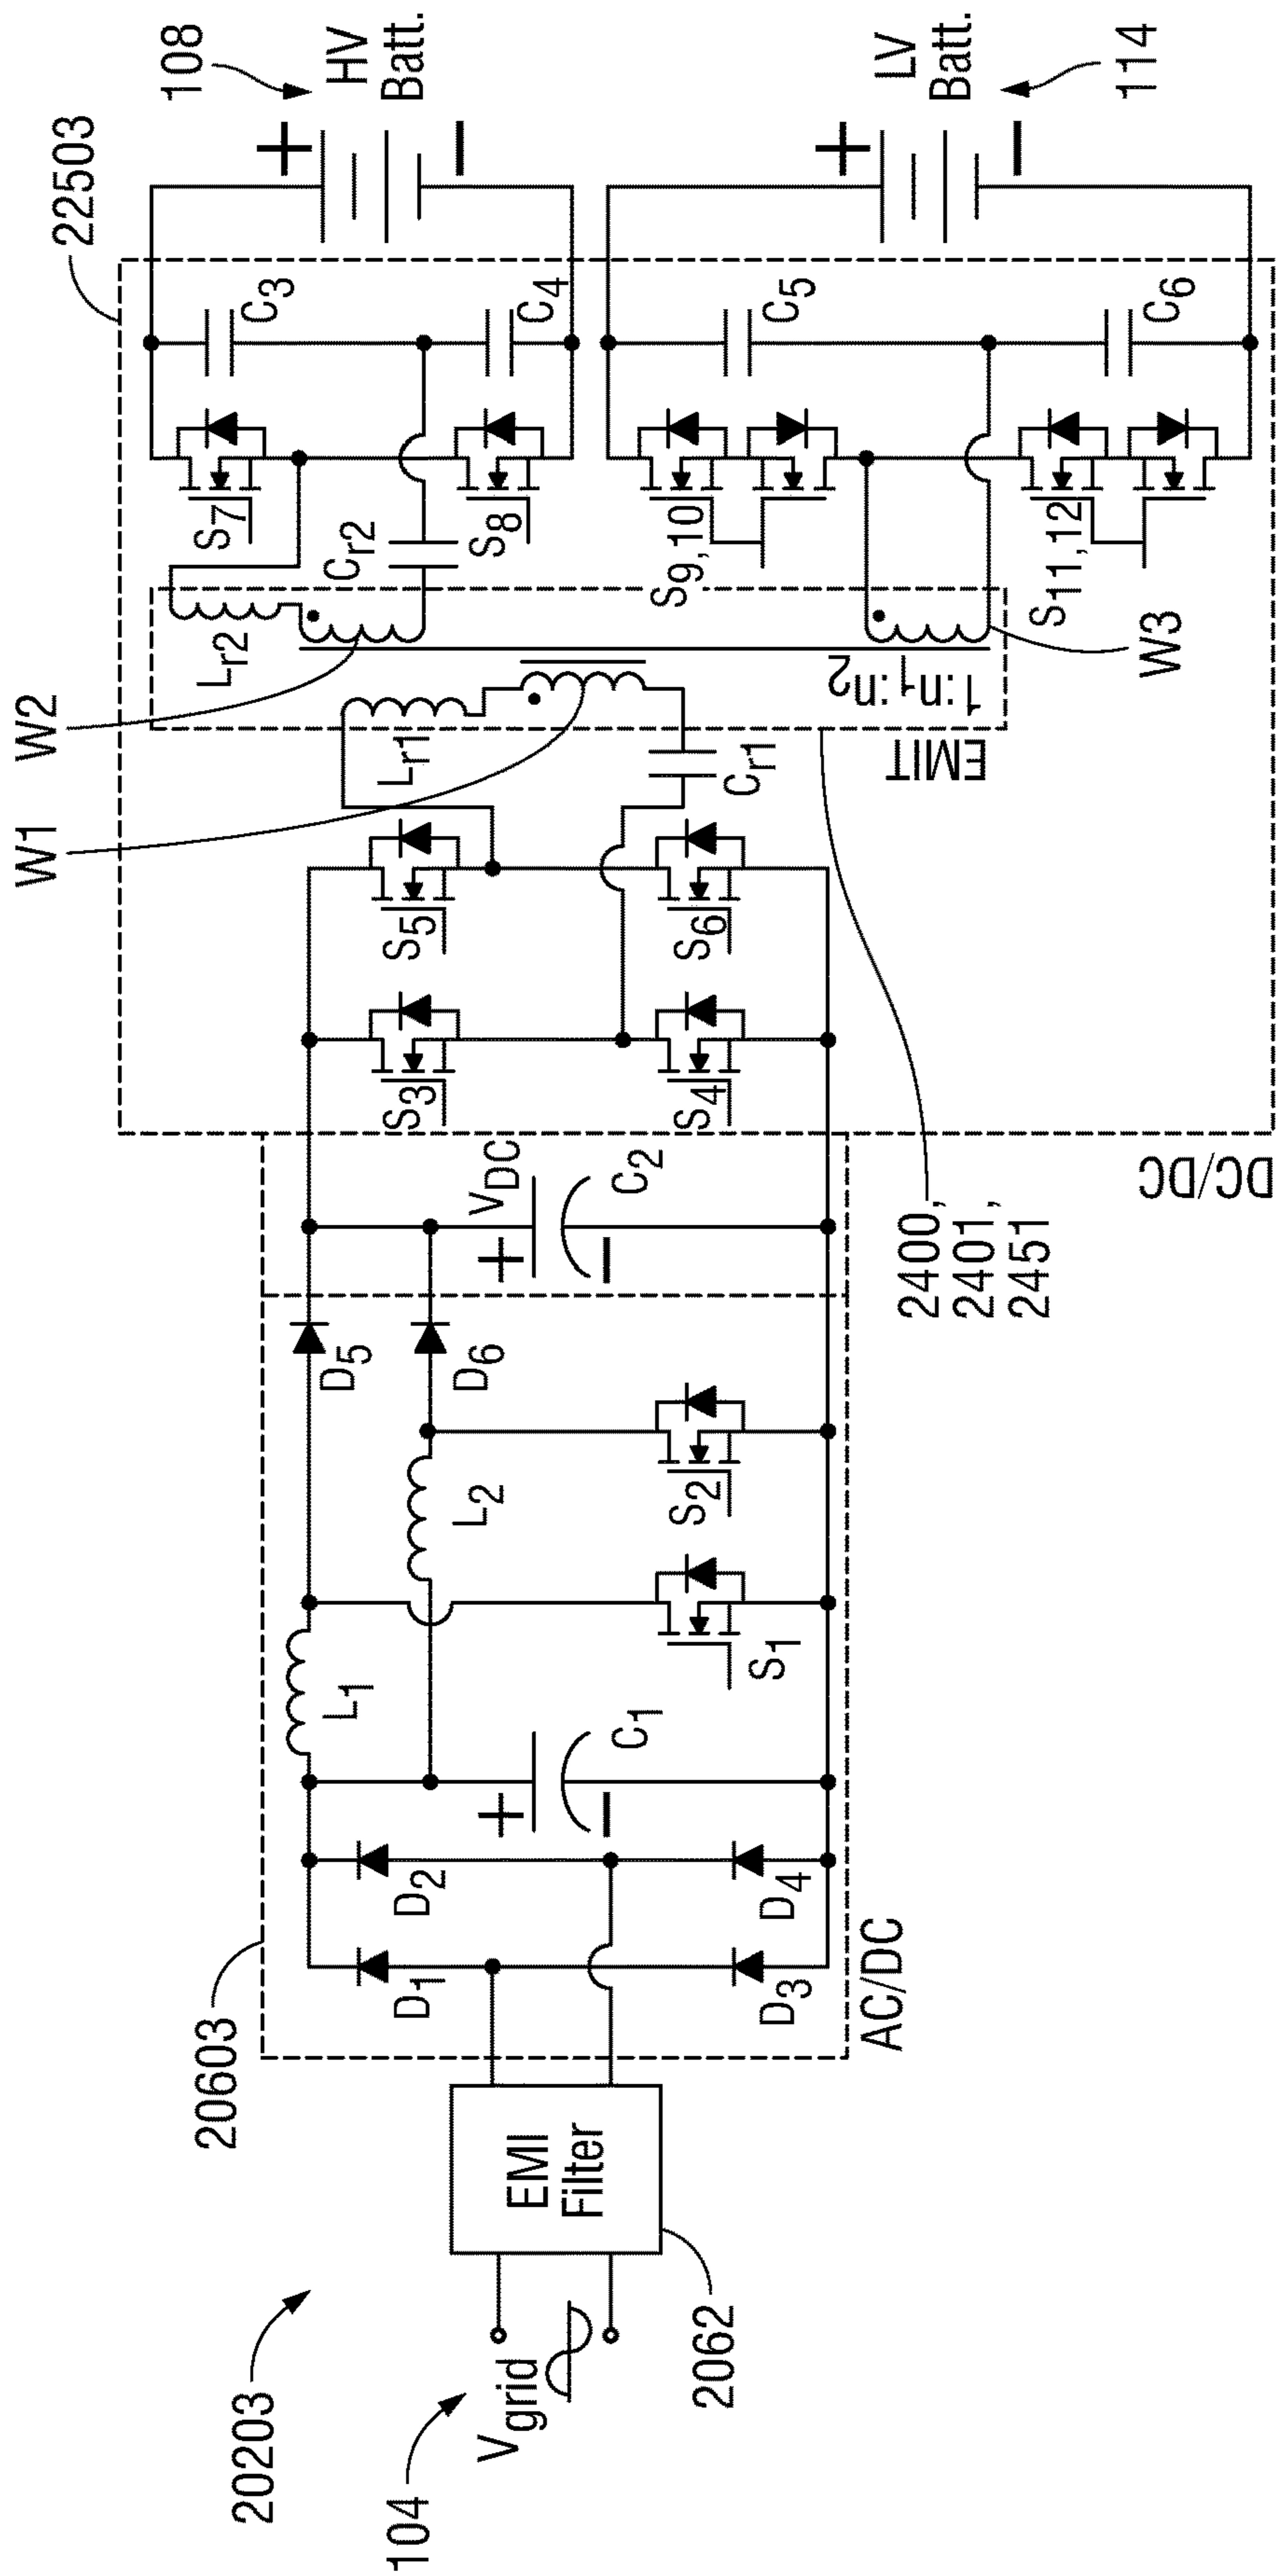 20203
104
Vgrid
EMI
Filter
2062
20603
AC/DC
D1
D2
D3
D4
+
−
C1
L1
L2
S1
S2
D5
D6
+
VDC
−
C2
22503
DC/DC
S3
S4
S5
S6
W1
W2
W3
Lr1
Cr1
Lr2
Cr2
1:n1:n2
EMIT
2400,
2401,
2451
S7
S8
S9,10
S11,12
C3
C4
C5
C6
108
+
−
HV
Batt.
+
−
LV
Batt.
114